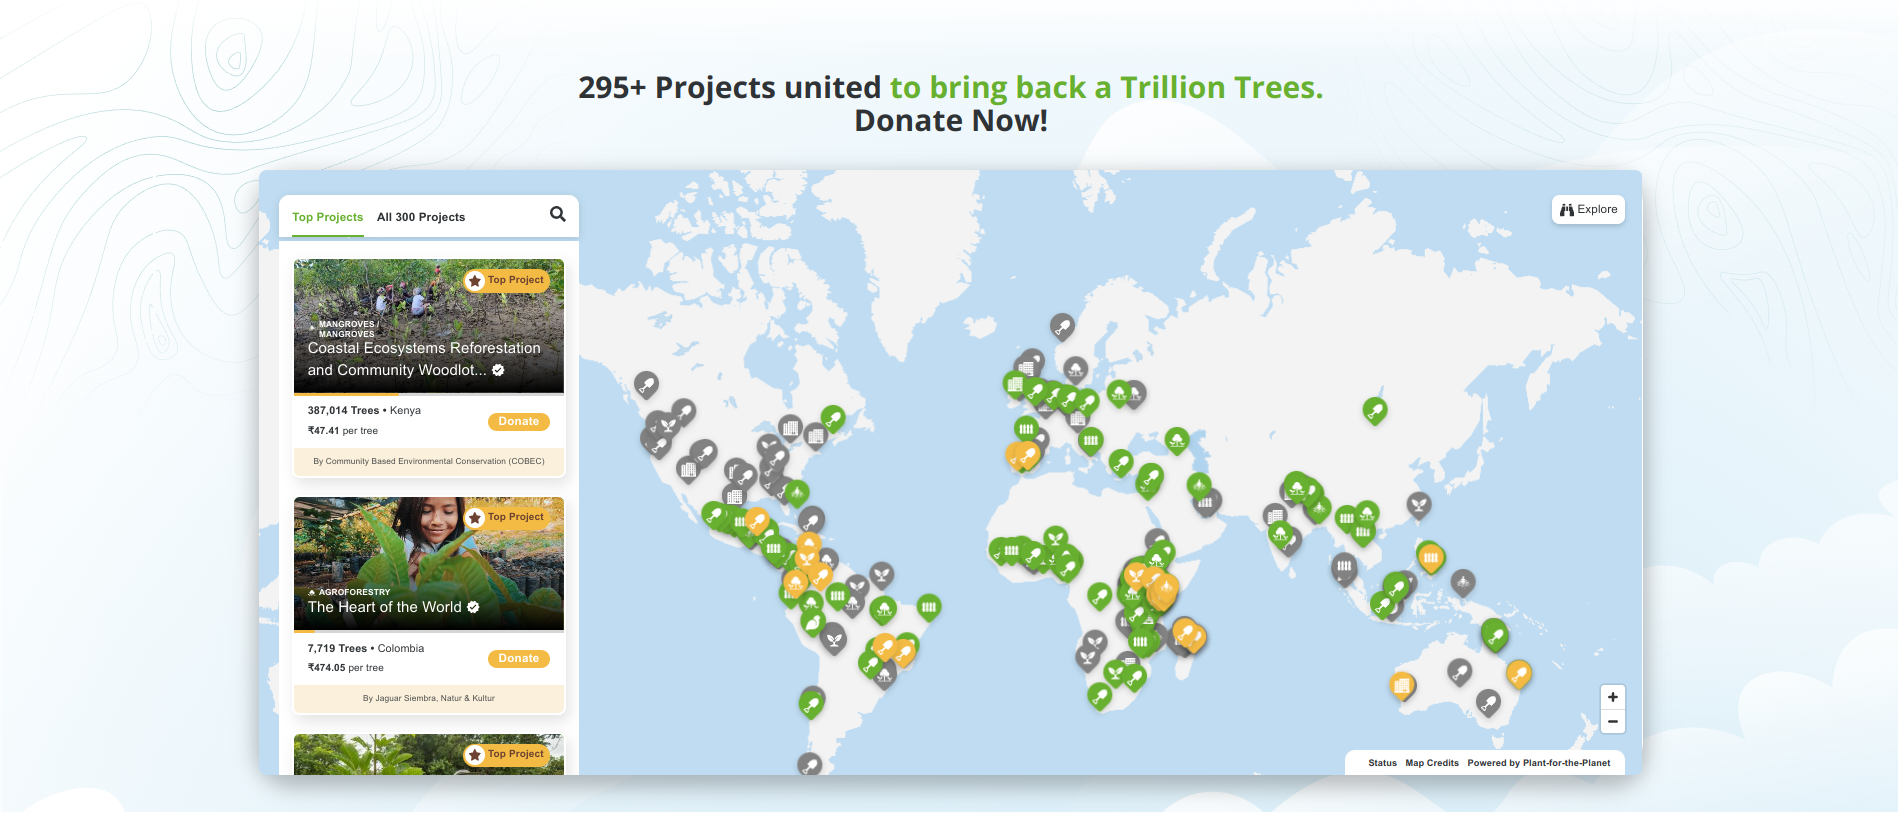 295+ Projects united to bring back a Trillion Trees.
Donate Now!
Top Projects
All 300 Projects
Explore
Top Project
MANGROVES /
MANGROVES
Coastal Ecosystems Reforestation
and Community Woodlot...
387,014 Trees • Kenya
₹47.41 per tree
Donate
By Community Based Environmental Conservation (COBEC)
Top Project
AGROFORESTRY
The Heart of the World
7,719 Trees • Colombia
₹474.05 per tree
Donate
By Jaguar Siembra, Natur & Kultur
Top Project
+
−
Status Map Credits Powered by Plant-for-the-Planet